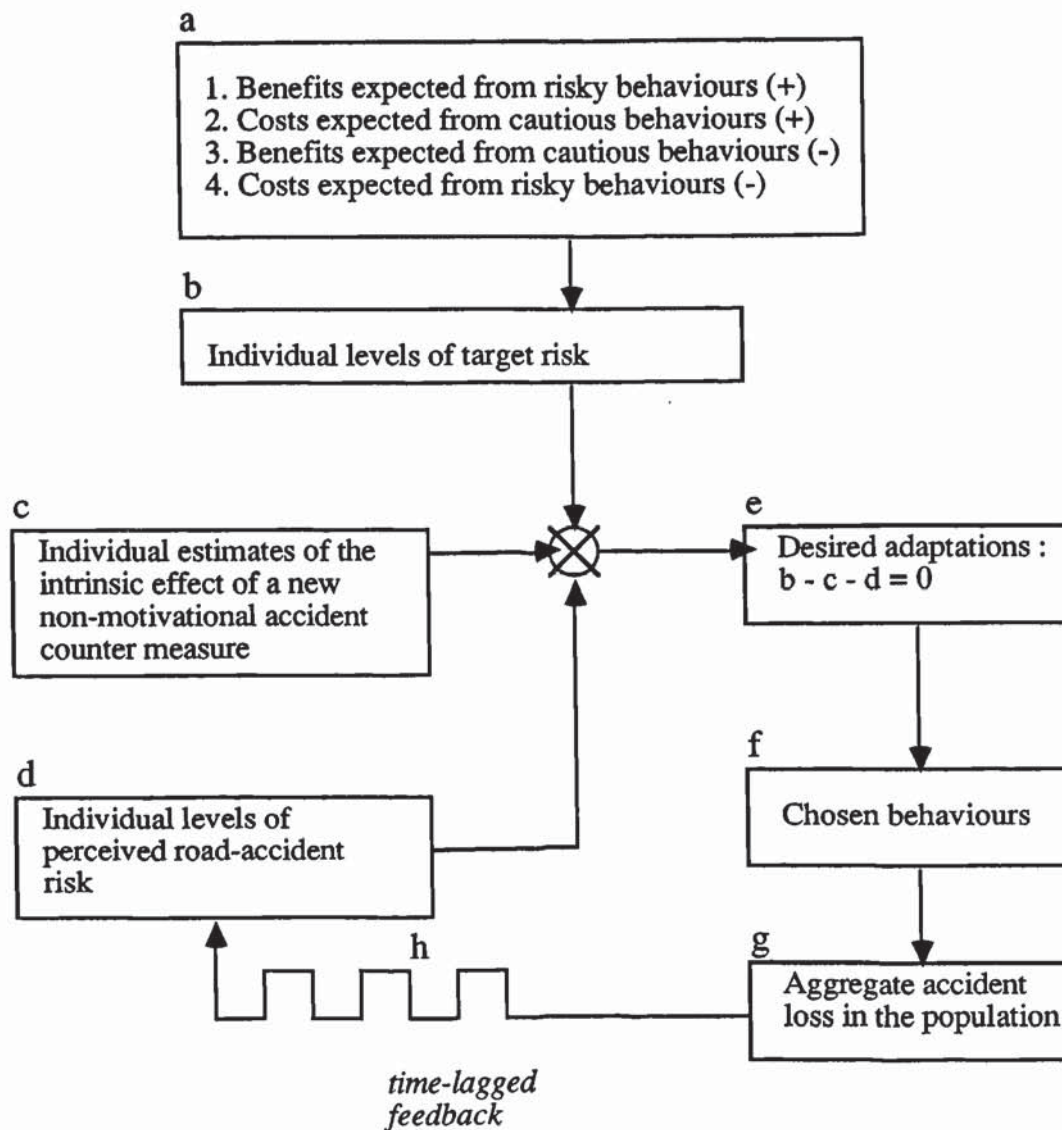 a
1. Benefits expected from risky behaviours (+)
2. Costs expected from cautious behaviours (+)
3. Benefits expected from cautious behaviours (-)
4. Costs expected from risky behaviours (-)
b
Individual levels of target risk
c
Individual estimates of the
intrinsic effect of a new
non-motivational accident
counter measure
e
Desired adaptations :
b - c - d = 0
d
Individual levels of
perceived road-accident
risk
f
Chosen behaviours
h
g
Aggregate accident
loss in the population
time-lagged
feedback